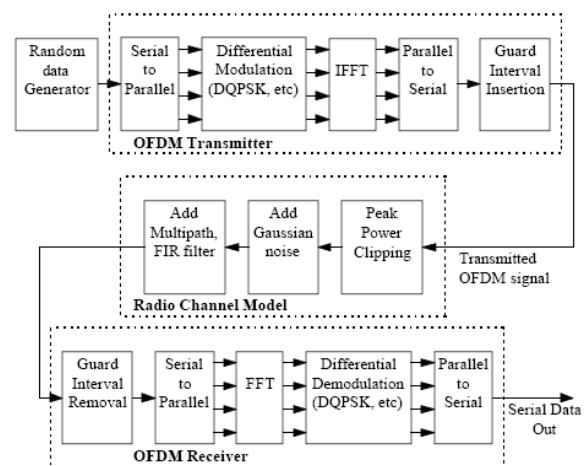 Random
data
Generator
Serial
to
Parallel
Differential
Modulation
(DQPSK, etc)
IFFT
Parallel
to
Serial
Guard
Interval
Insertion
OFDM Transmitter
Add
Multipath,
FIR filter
Add
Gaussian
noise
Peak
Power
Clipping
Transmitted
OFDM signal
Radio Channel Model
Guard
Interval
Removal
Serial
to
Parallel
FFT
Differential
Demodulation
(DQPSK, etc)
Parallel
to
Serial
Serial Data
Out
OFDM Receiver